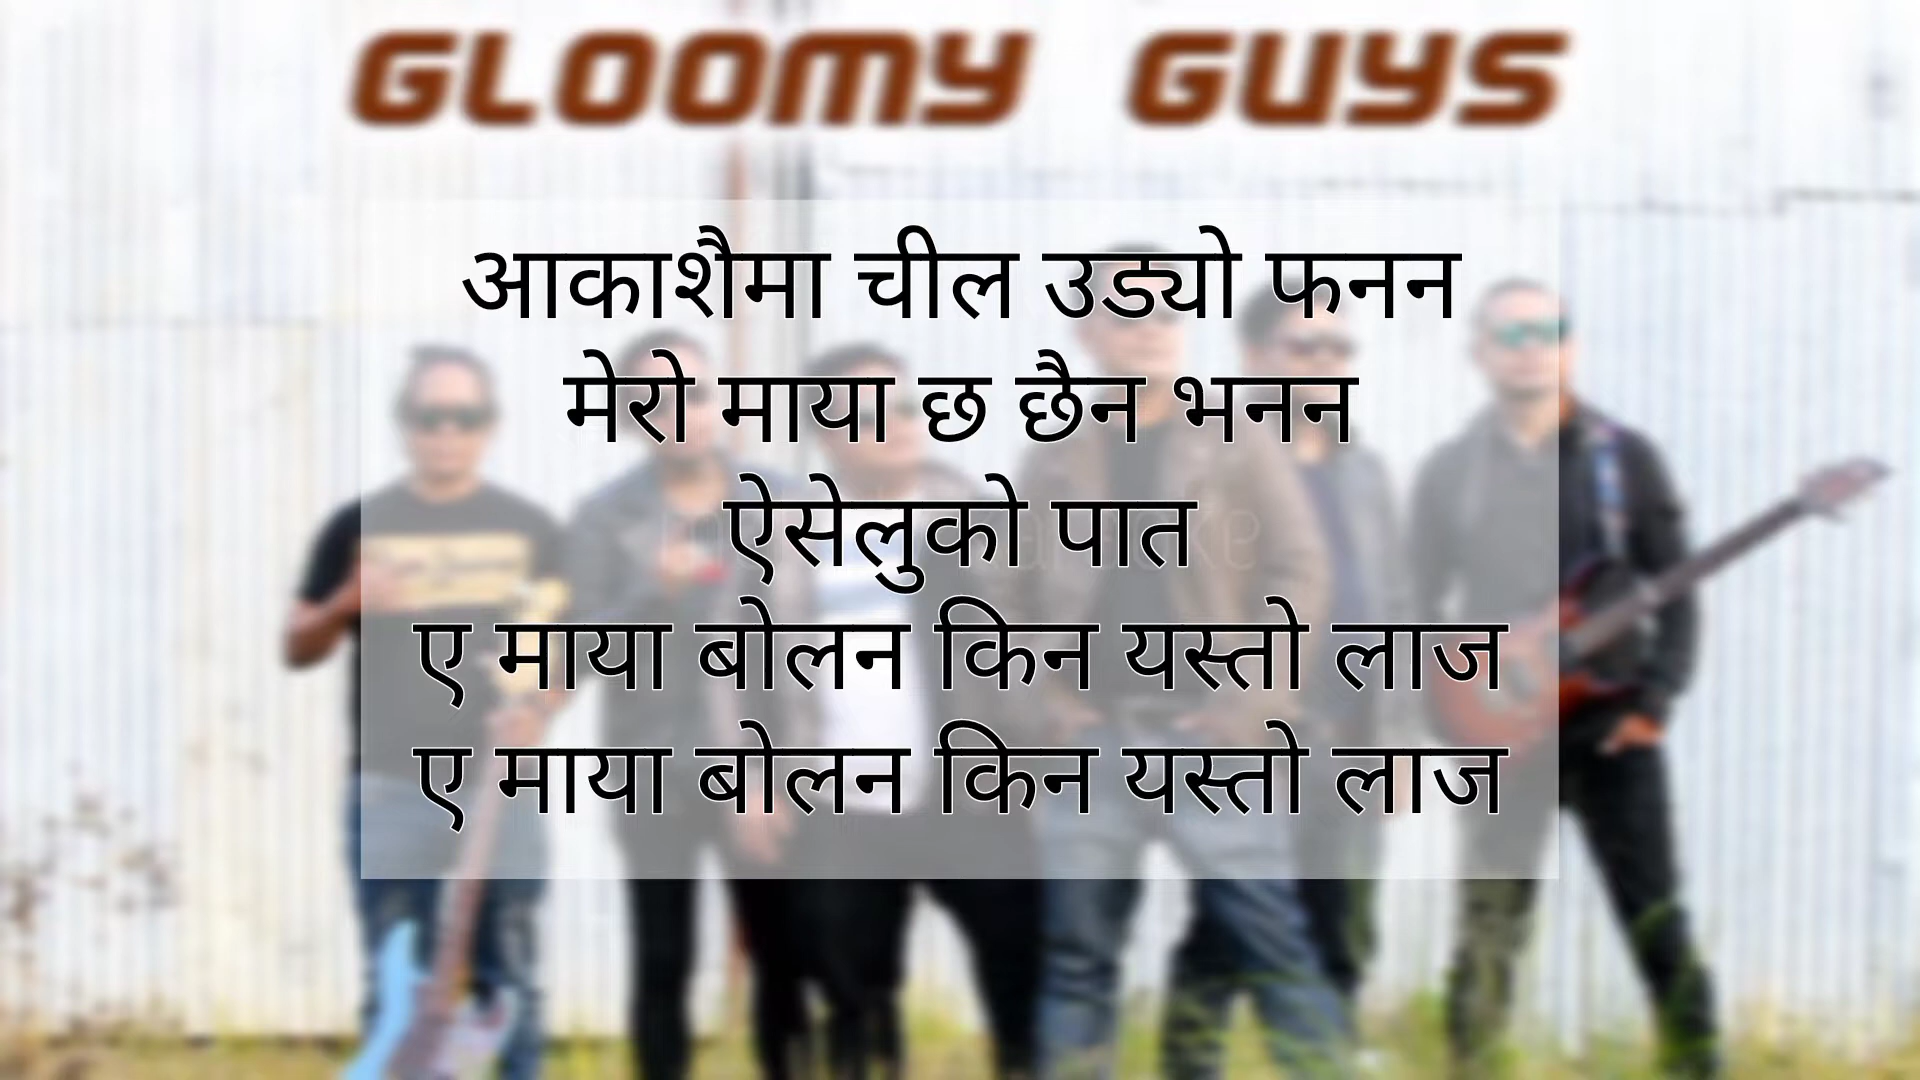 GLOOMY GUYS
आकाशैमा चील उड्यो फनन
मेरो माया छ छैन भनन
ऐसेलुको पात
ए माया बोलन किन यस्तो लाज
ए माया बोलन किन यस्तो लाज